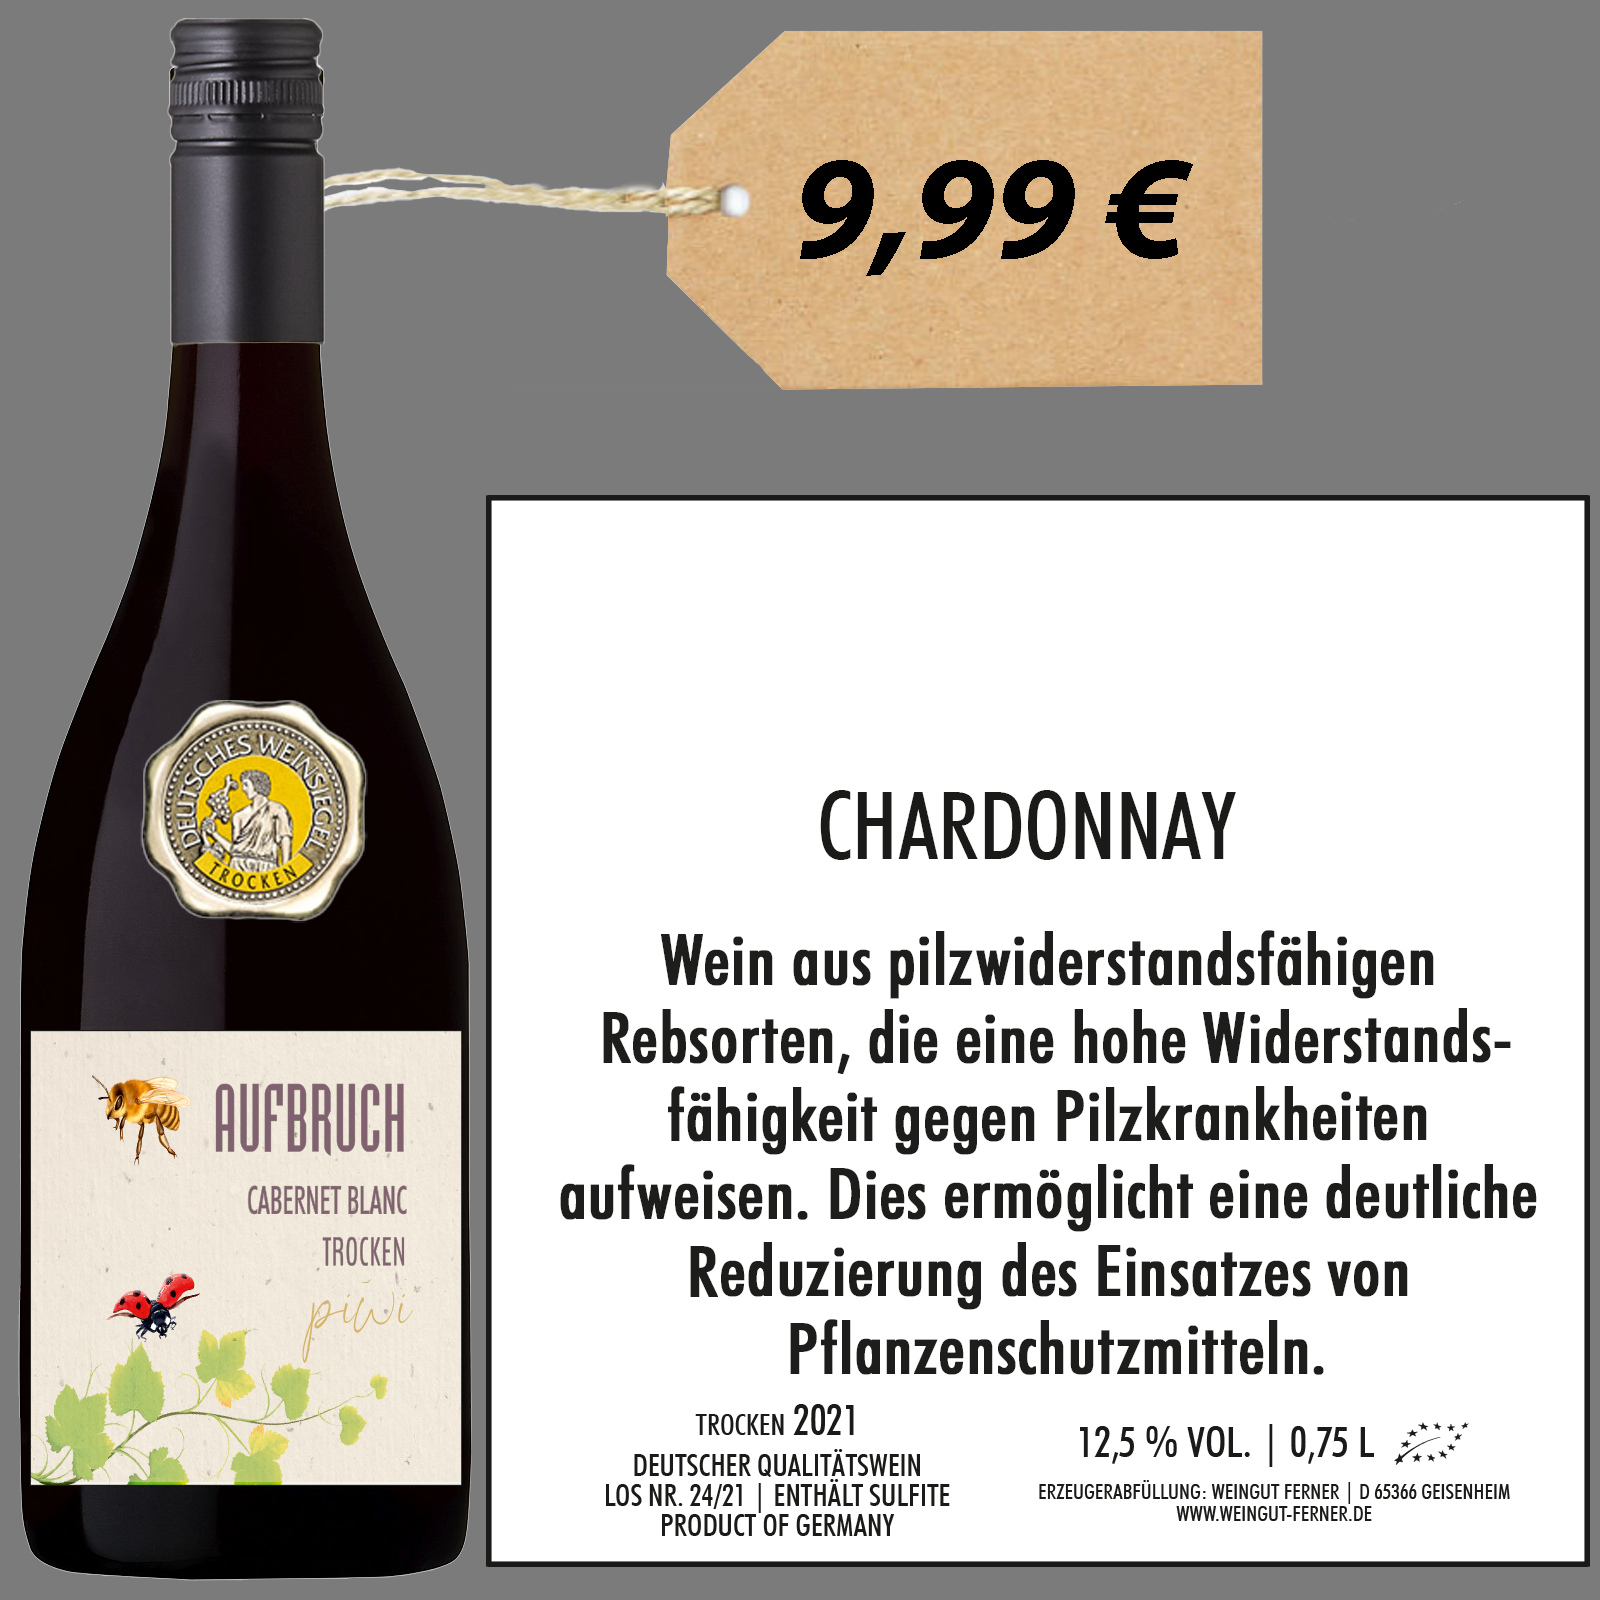 9,99 €
DEUTSCHES WEINSIEGEL
TROCKEN
AUFBRUCH
CABERNET BLANC
TROCKEN
piwi
CHARDONNAY
Wein aus pilzwiderstandsfähigen
Rebsorten, die eine hohe Widerstands-
fähigkeit gegen Pilzkrankheiten
aufweisen. Dies ermöglicht eine deutliche
Reduzierung des Einsatzes von
Pflanzenschutzmitteln.
TROCKEN 2021
DEUTSCHER QUALITÄTSWEIN
LOS NR. 24/21 | ENTHÄLT SULFITE
PRODUCT OF GERMANY
12,5 % VOL. | 0,75 L
ERZEUGERABFÜLLUNG: WEINGUT FERNER | D 65366 GEISENHEIM
WWW.WEINGUT-FERNER.DE